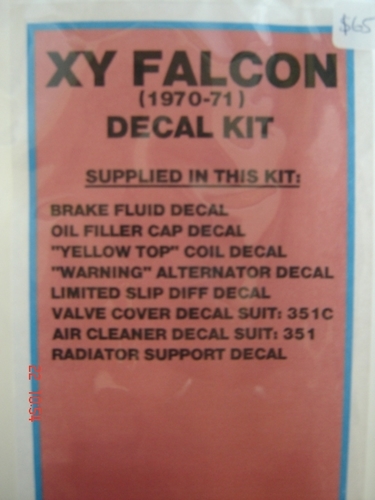 $65
XY FALCON
(1970-71)
DECAL KIT
SUPPLIED IN THIS KIT:
BRAKE FLUID DECAL
OIL FILLER CAP DECAL
"YELLOW TOP" COIL DECAL
"WARNING" ALTERNATOR DECAL
LIMITED SLIP DIFF DECAL
VALVE COVER DECAL SUIT: 351C
AIR CLEANER DECAL SUIT: 351
RADIATOR SUPPORT DECAL